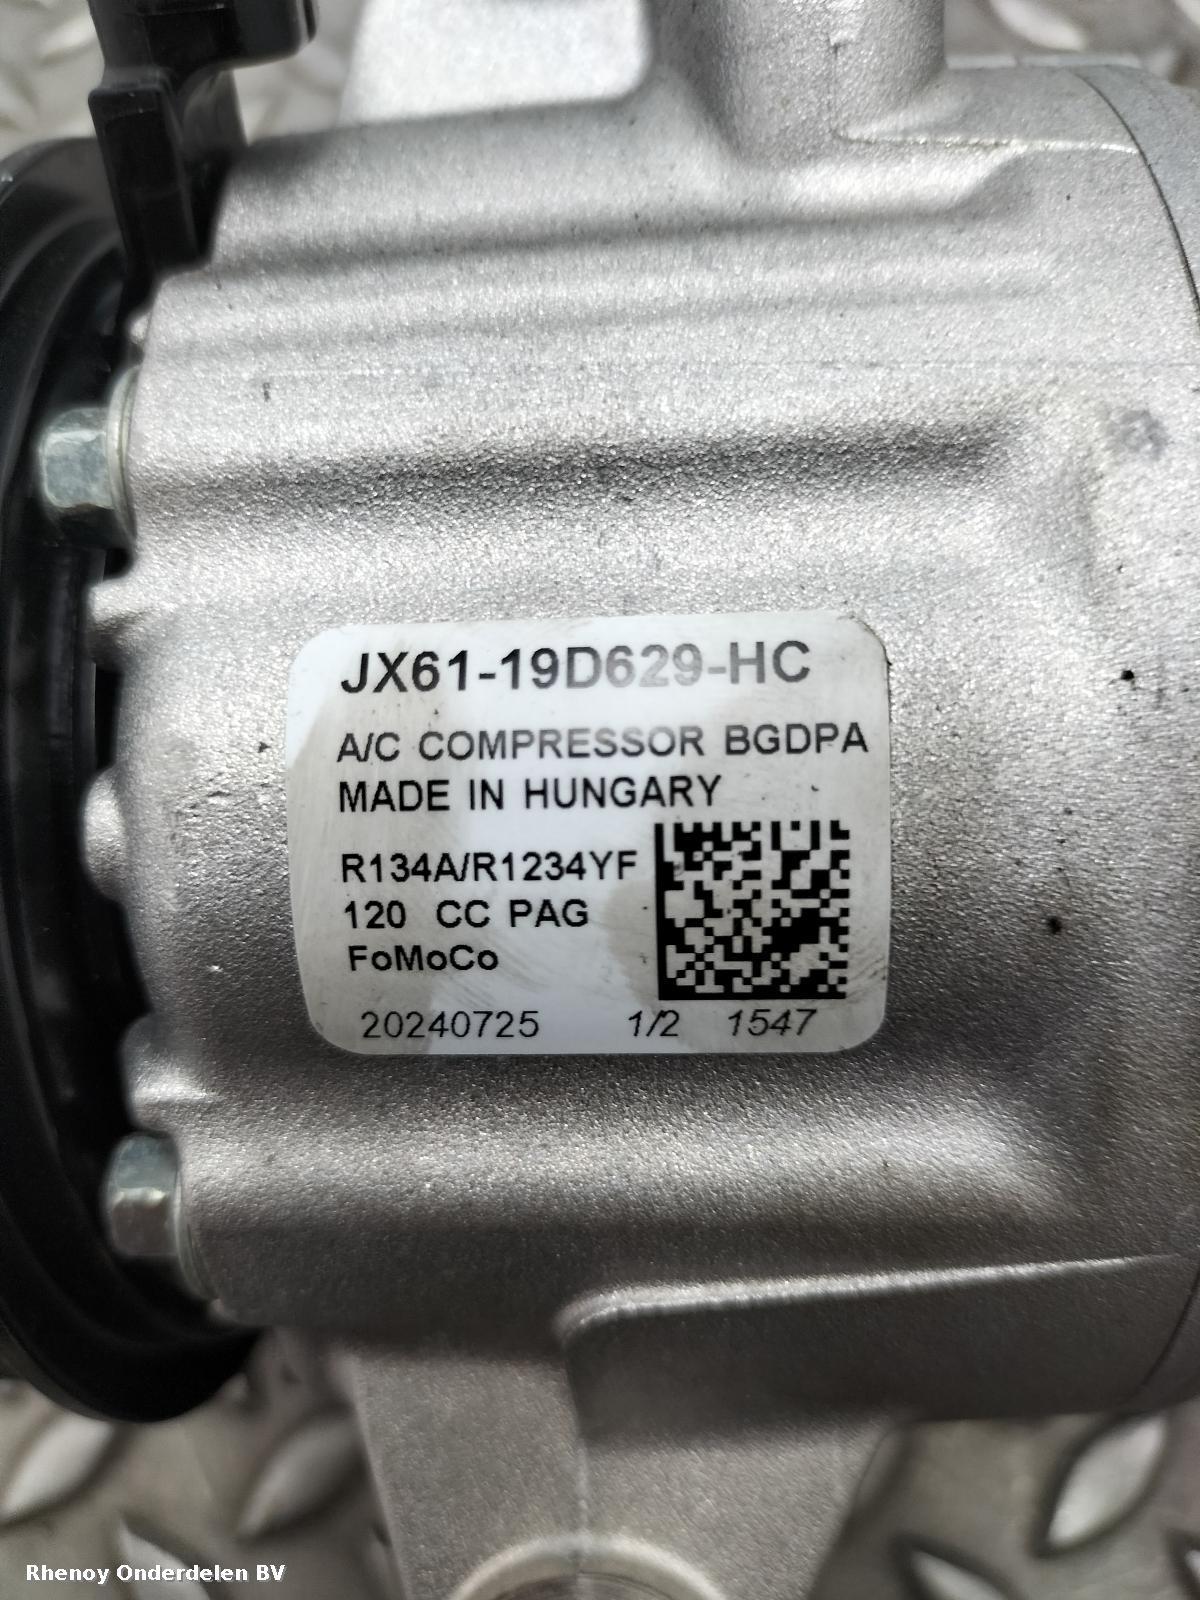 JX61-19D629-HC
A/C COMPRESSOR BGDPA
MADE IN HUNGARY
R134A/R1234YF
120 CC PAG
FoMoCo
20240725 1/2 1547
Rhenoy Onderdelen BV